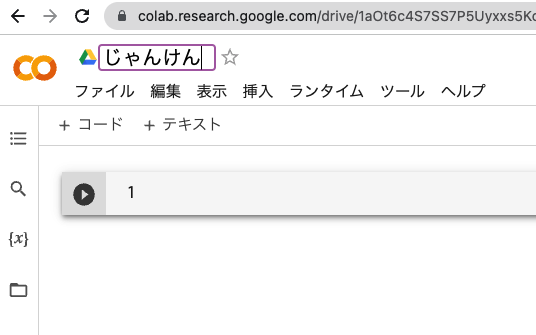 colab.research.google.com/drive/1aOt6c4S7SS7P5Uyxxs5Kc
じゃんけん
ファイル 編集 表示 挿入 ランタイム ツール ヘルプ
+ コード + テキスト
1
{x}